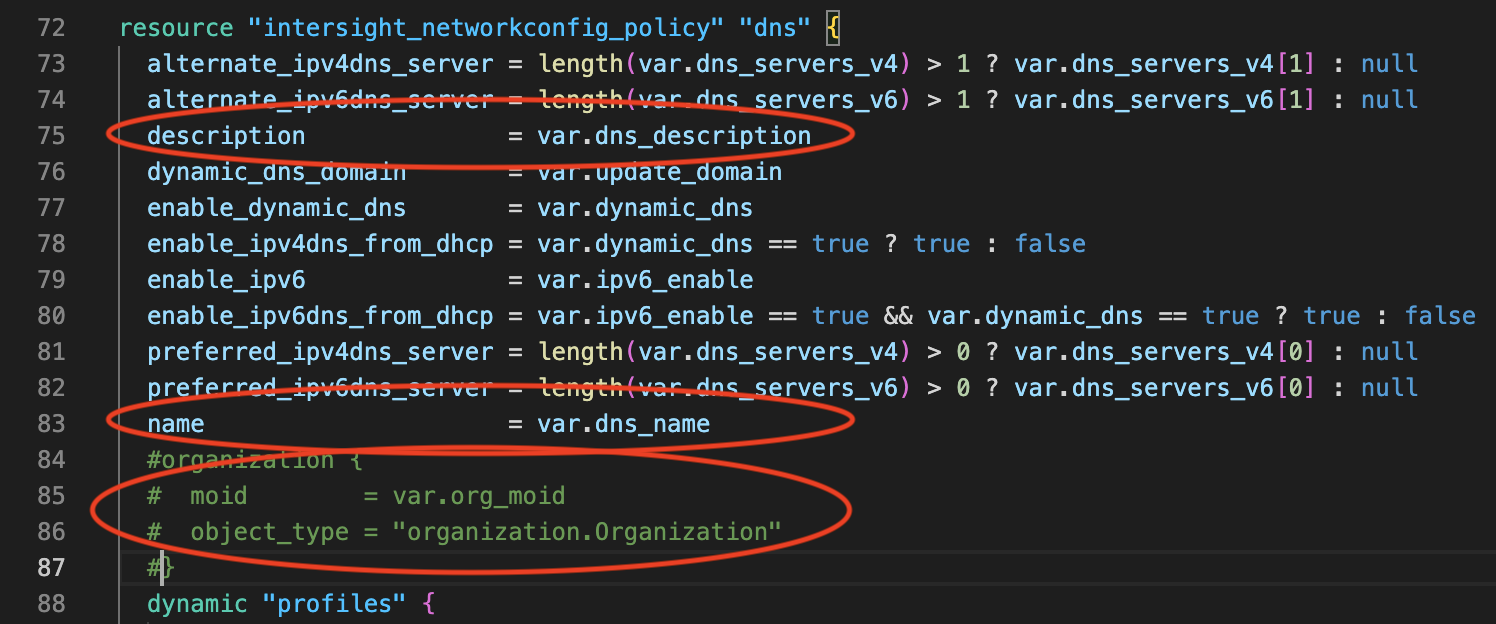 72 resource "intersight_networkconfig_policy" "dns" {
73 alternate_ipv4dns_server = length(var.dns_servers_v4) > 1 ? var.dns_servers_v4[1] : null
74 alternate_ipv6dns_server = length(var.dns_servers_v6) > 1 ? var.dns_servers_v6[1] : null
75 description = var.dns_description
76 dynamic_dns_domain = var.update_domain
77 enable_dynamic_dns = var.dynamic_dns
78 enable_ipv4dns_from_dhcp = var.dynamic_dns == true ? true : false
79 enable_ipv6 = var.ipv6_enable
80 enable_ipv6dns_from_dhcp = var.ipv6_enable == true && var.dynamic_dns == true ? true : false
81 preferred_ipv4dns_server = length(var.dns_servers_v4) > 0 ? var.dns_servers_v4[0] : null
82 preferred_ipv6dns_server = length(var.dns_servers_v6) > 0 ? var.dns_servers_v6[0] : null
83 name = var.dns_name
84 #organization {
85 # moid = var.org_moid
86 # object_type = "organization.Organization"
87 #}
88 dynamic "profiles" {